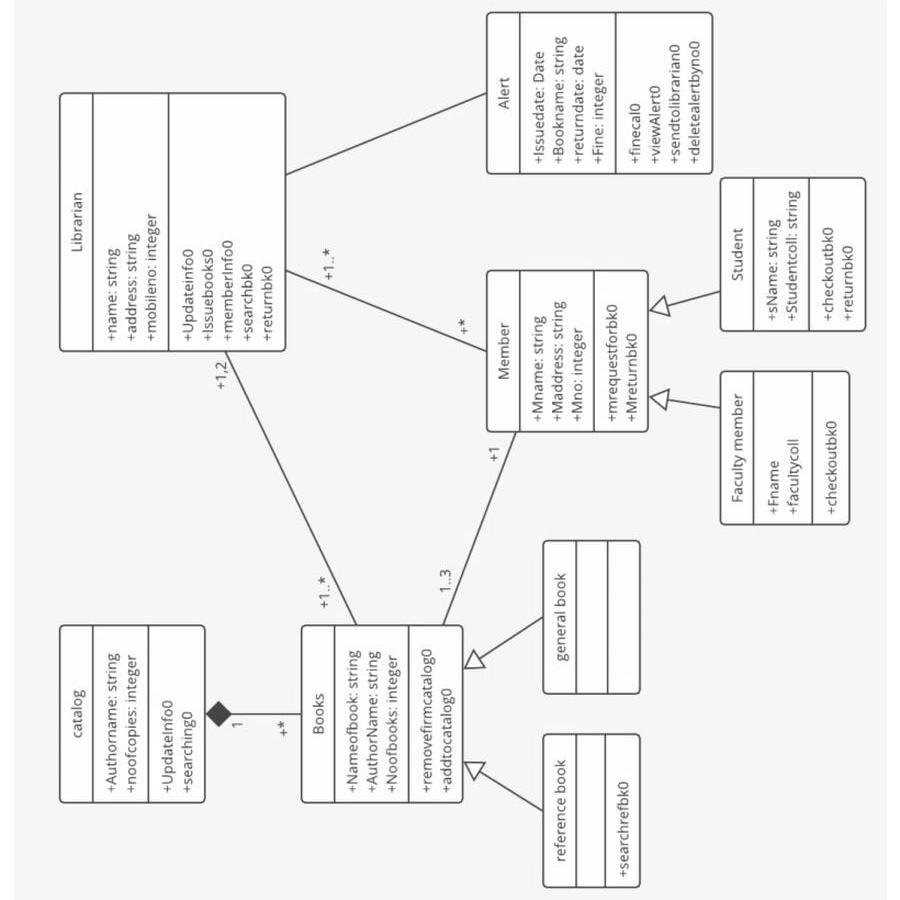 catalog
+Authorname: string
+noofcopies: integer
+UpdateInfo0
+searching0
1
+*
Librarian
+name: string
+address: string
+mobileno: integer
+Updateinfo0
+Issuebooks0
+memberInfo0
+searchbk0
+returnbk0
+1,2
+1..*
+1..*
+*
Books
+Nameofbook: string
+AuthorName: string
+Noofbooks: integer
+removefirmcatalog0
+addtocatalog0
1..3
+1
Member
+Mname: string
+Maddress: string
+Mno: integer
+mrequestforbk0
+Mreturnbk0
Alert
+Issuedate: Date
+Bookname: string
+returndate: date
+Fine: integer
+finecal0
+viewAlert0
+sendtolibrarian0
+deletealertbyno0
reference book
+searchrefbk0
general book
Faculty member
+Fname
+facultycoll
+checkoutbk0
Student
+sName: string
+Studentcoll: string
+checkoutbk0
+returnbk0